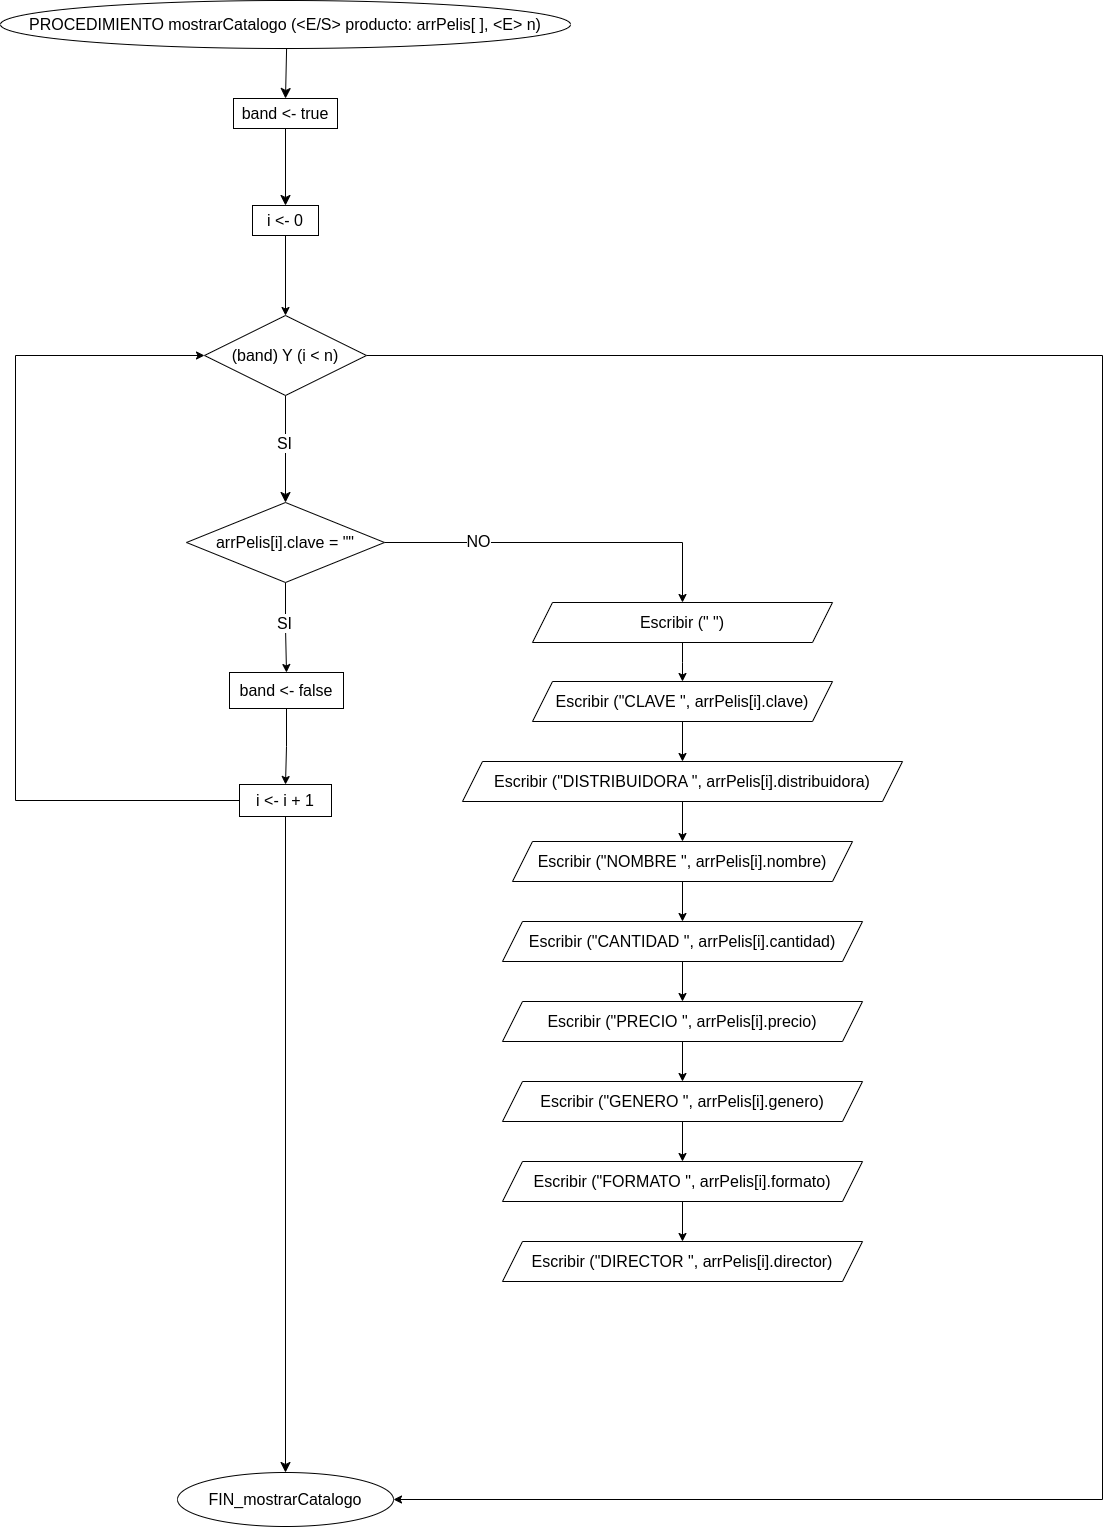 PROCEDIMIENTO mostrarCatalogo (<E/S> producto: arrPelis[ ], <E> n)
band <- true
i <- 0
(band) Y (i < n)
SI
arrPelis[i].clave = ""
NO
Escribir (" ")
SI
band <- false
Escribir ("CLAVE ", arrPelis[i].clave)
Escribir ("DISTRIBUIDORA ", arrPelis[i].distribuidora)
i <- i + 1
Escribir ("NOMBRE ", arrPelis[i].nombre)
Escribir ("CANTIDAD ", arrPelis[i].cantidad)
Escribir ("PRECIO ", arrPelis[i].precio)
Escribir ("GENERO ", arrPelis[i].genero)
Escribir ("FORMATO ", arrPelis[i].formato)
Escribir ("DIRECTOR ", arrPelis[i].director)
FIN_mostrarCatalogo